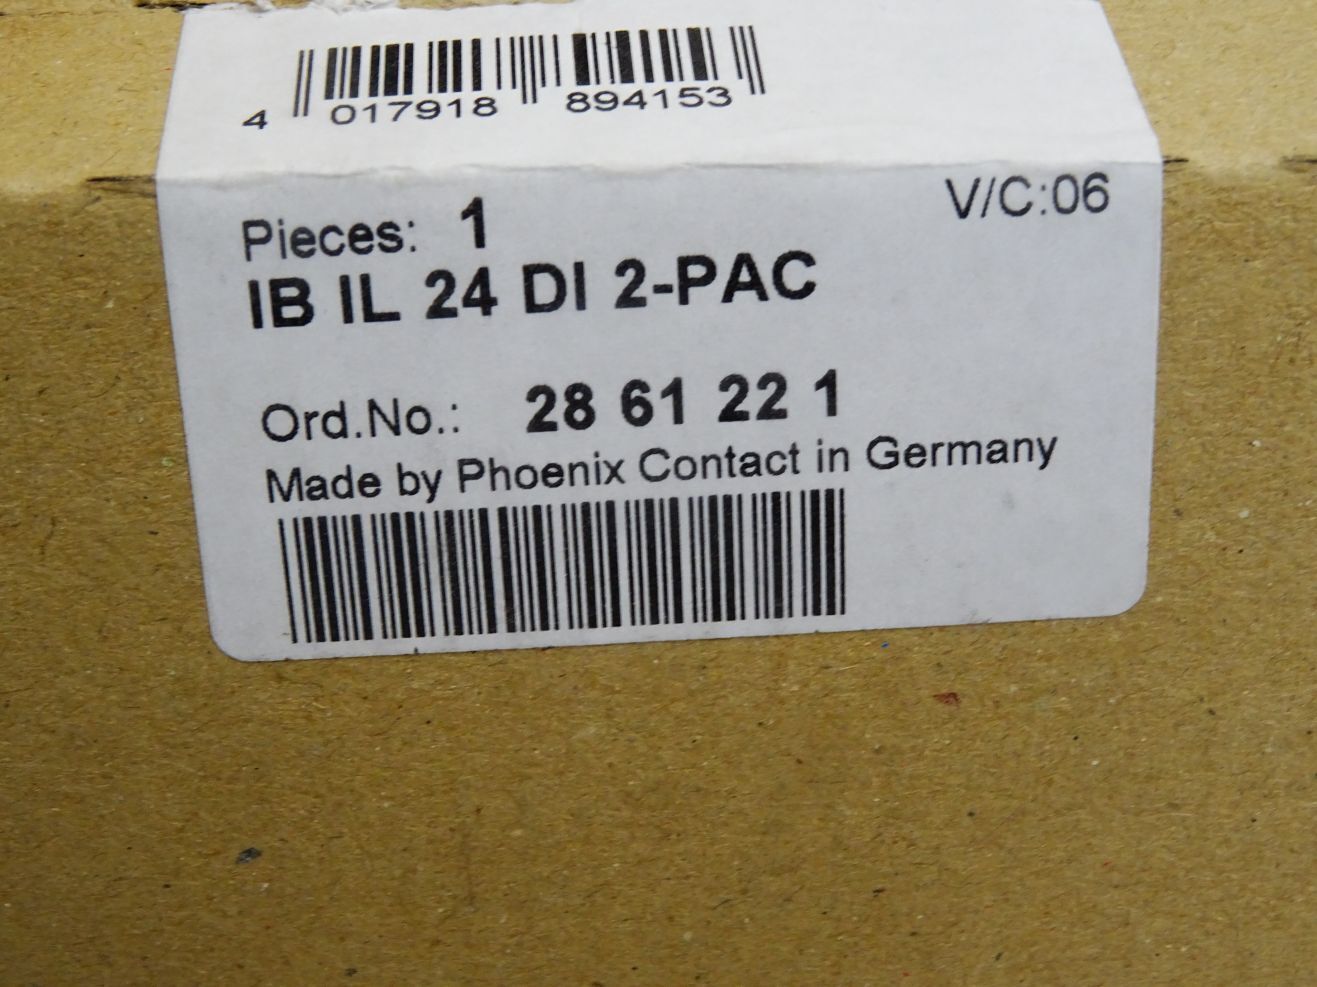 4 017918 894153
Pieces: 1 V/C:06
IB IL 24 DI 2-PAC
Ord.No.: 28 61 22 1
Made by Phoenix Contact in Germany